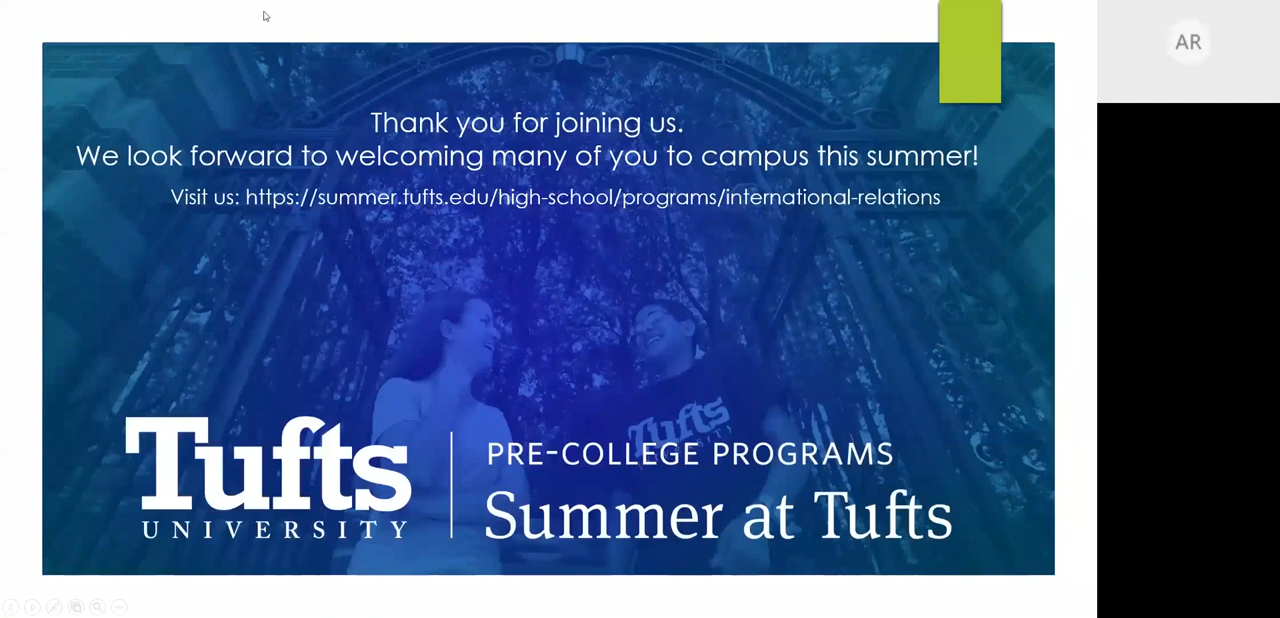 Thank you for joining us.
We look forward to welcoming many of you to campus this summer!
Visit us: https://summer.tufts.edu/high-school/programs/international-relations
AR
Tufts
Tufts
UNIVERSITY
PRE-COLLEGE PROGRAMS
Summer at Tufts